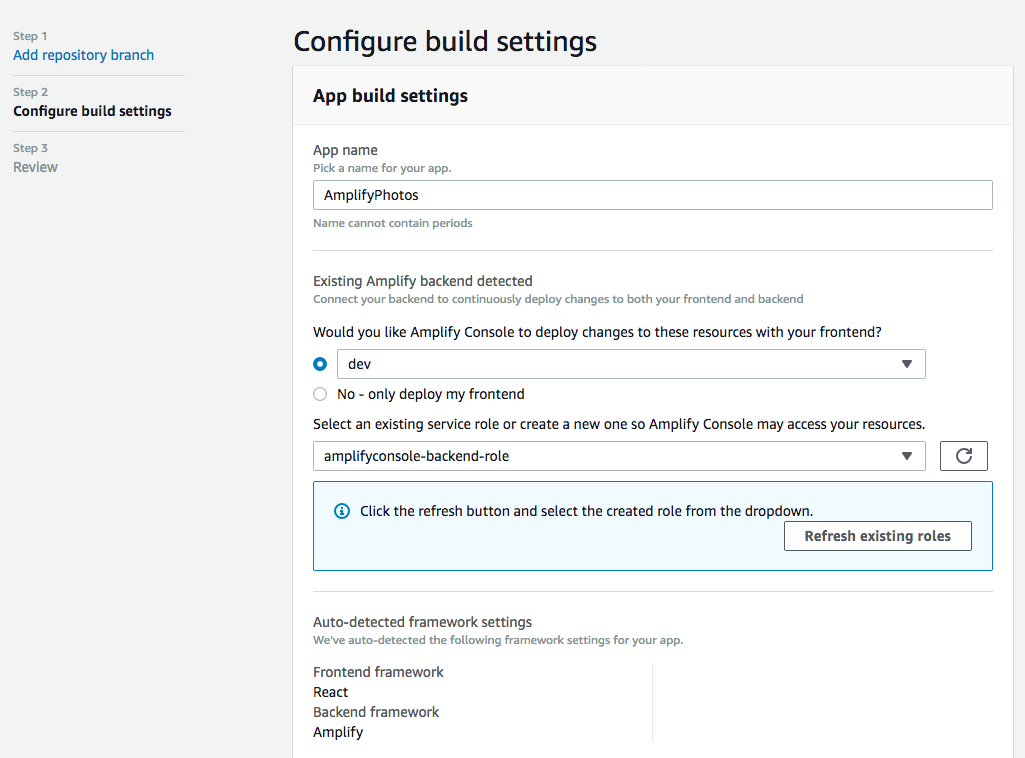 Step 1
Add repository branch
Step 2
Configure build settings
Step 3
Review
Configure build settings
App build settings
App name
Pick a name for your app.
AmplifyPhotos
Name cannot contain periods
Existing Amplify backend detected
Connect your backend to continuously deploy changes to both your frontend and backend
Would you like Amplify Console to deploy changes to these resources with your frontend?
dev
No - only deploy my frontend
Select an existing service role or create a new one so Amplify Console may access your resources.
amplifyconsole-backend-role
Click the refresh button and select the created role from the dropdown.
Refresh existing roles
Auto-detected framework settings
We've auto-detected the following framework settings for your app.
Frontend framework
React
Backend framework
Amplify